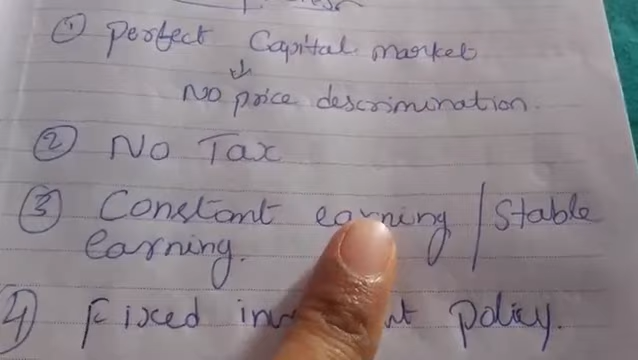 ① Perfect Capital market
↓
No price descrimination.
② No Tax
③ Constant earning / Stable
earning.
④ Fixed policy.